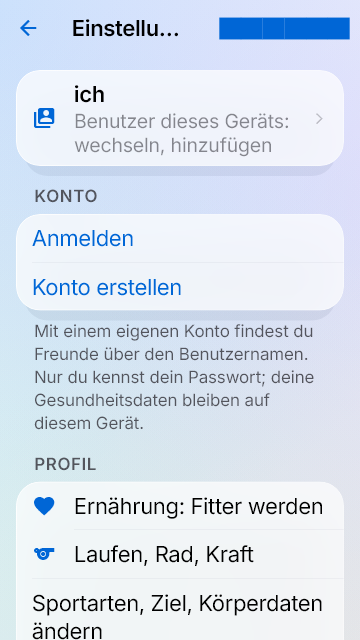 Einstellu...
ich
Benutzer dieses Geräts:
wechseln, hinzufügen
KONTO
Anmelden
Konto erstellen
Mit einem eigenen Konto findest du
Freunde über den Benutzernamen.
Nur du kennst dein Passwort; deine
Gesundheitsdaten bleiben auf
diesem Gerät.
PROFIL
Ernährung: Fitter werden
Laufen, Rad, Kraft
Sportarten, Ziel, Körperdaten
ändern